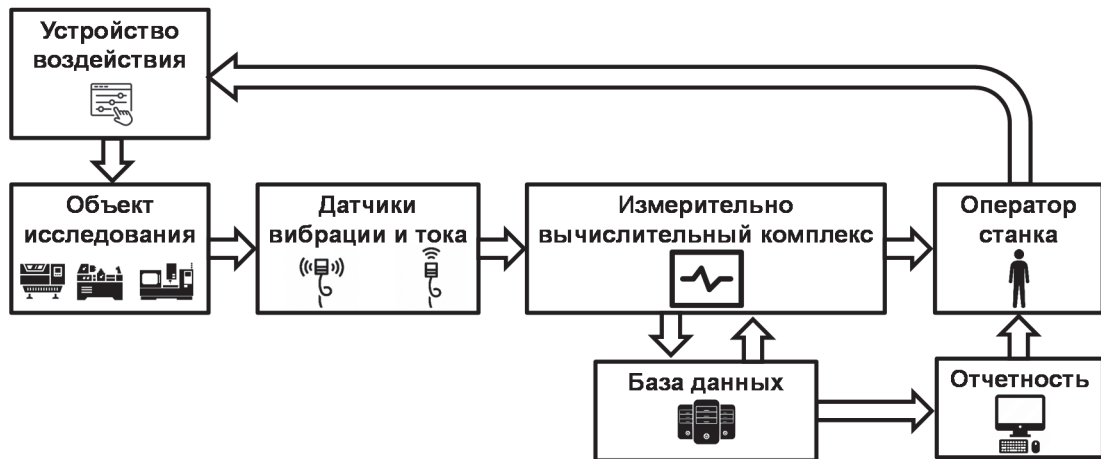 Устройство
воздействия
Объект
исследования
Датчики
вибрации и тока
Измерительно
вычислительный комплекс
Оператор
станка
База данных
Отчетность